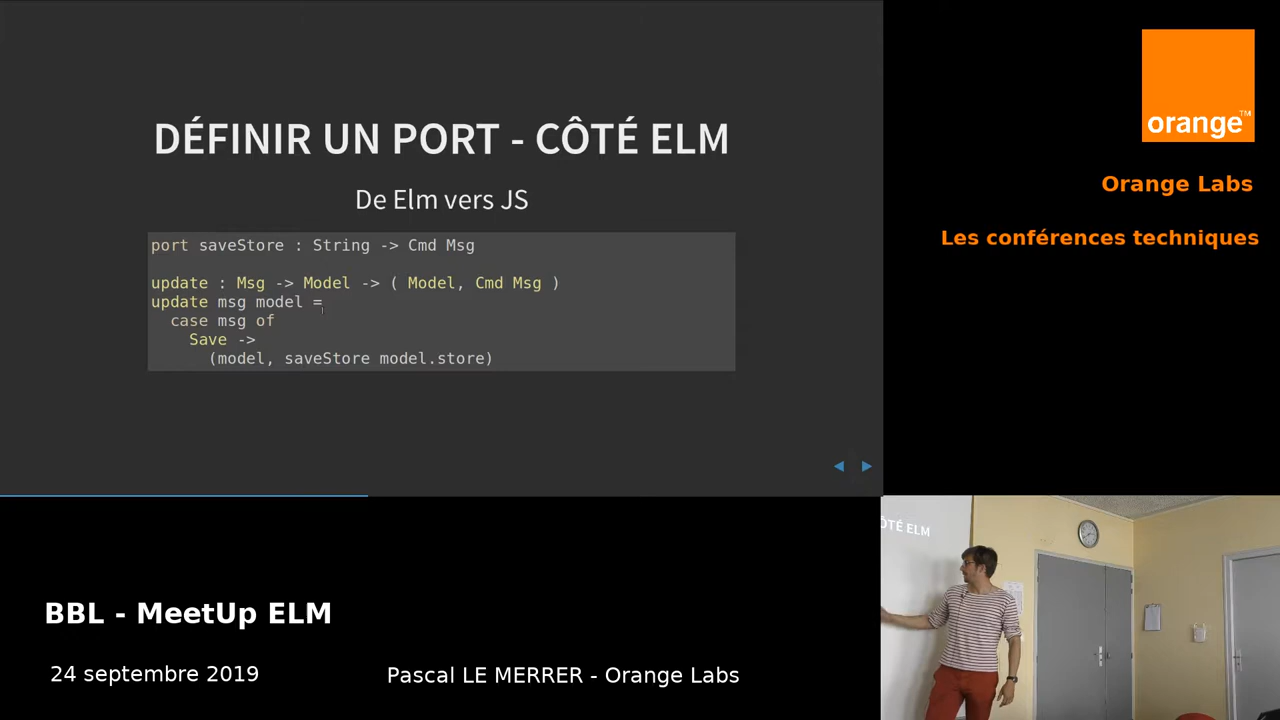 DÉFINIR UN PORT - CÔTÉ ELM
De Elm vers JS
port saveStore : String -> Cmd Msg
update : Msg -> Model -> ( Model, Cmd Msg )
update msg model =
case msg of
Save ->
(model, saveStore model.store)
orange™
Orange Labs
Les conférences techniques
ÔTÉ ELM
BBL - MeetUp ELM
24 septembre 2019
Pascal LE MERRER - Orange Labs